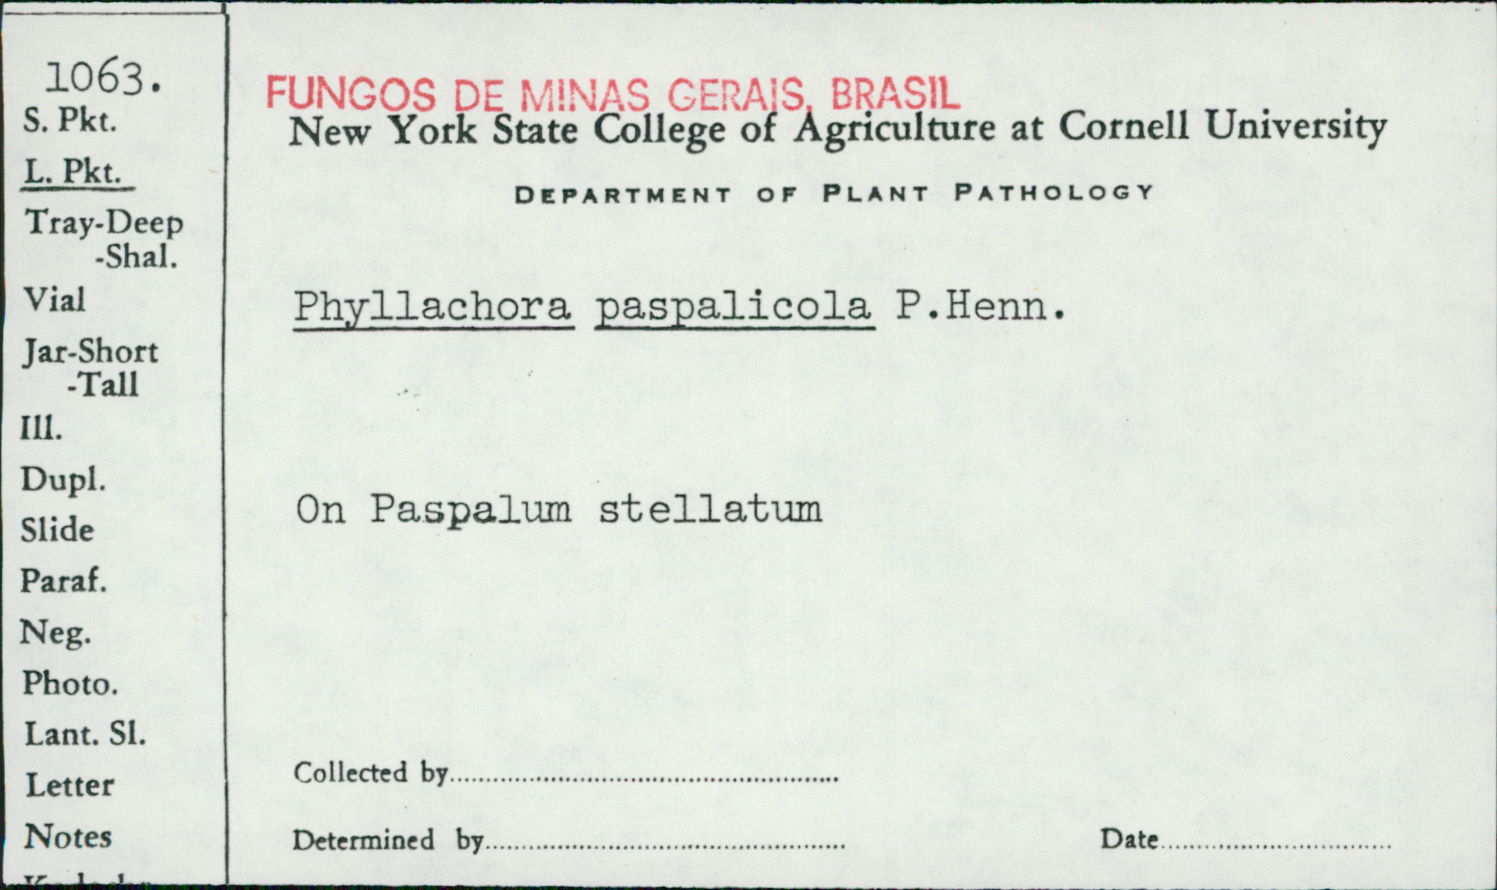 1063.
S. Pkt.
L. Pkt.
Tray-Deep
-Shal.
Vial
Jar-Short
-Tall
Ill.
Dupl.
Slide
Paraf.
Neg.
Photo.
Lant. Sl.
Letter
Notes
FUNGOS DE MINAS GERAIS, BRASIL
New York State College of Agriculture at Cornell University
DEPARTMENT OF PLANT PATHOLOGY
Phyllachora paspalicola P.Henn.
On Paspalum stellatum
Collected by
Determined by
Date